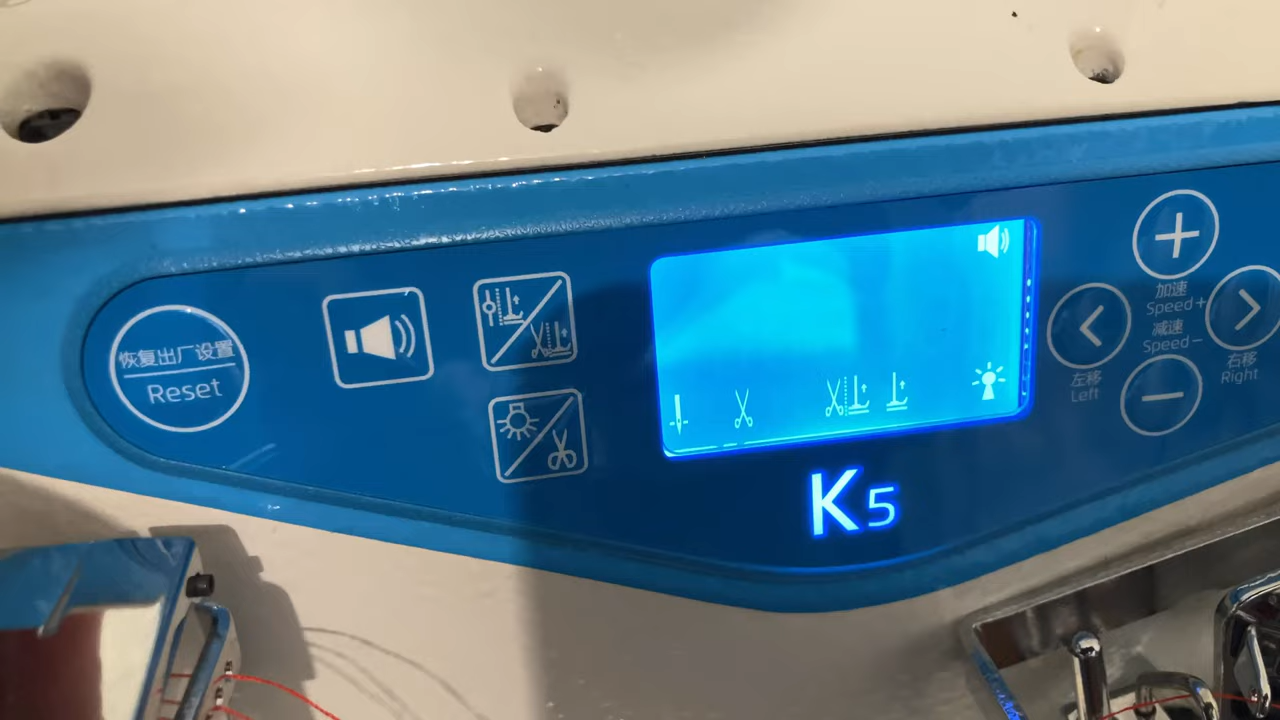 恢复出厂设置
Reset
K5
加速
Speed+
减速
Speed-
左移
Left
右移
Right